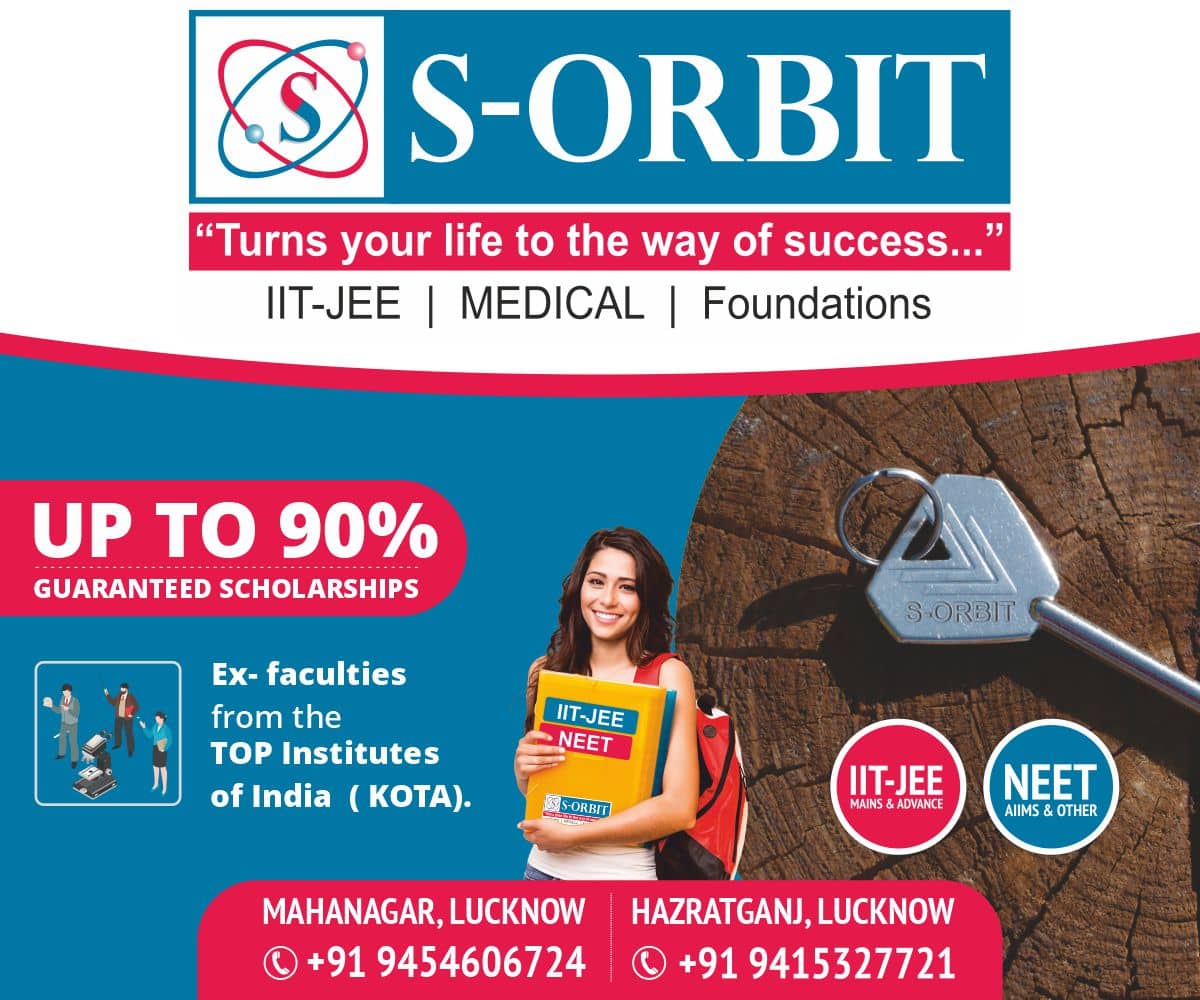 S
S-ORBIT
“Turns your life to the way of success...”
IIT-JEE | MEDICAL | Foundations
UP TO 90%
GUARANTEED SCHOLARSHIPS
Ex- faculties
from the
TOP Institutes
of India ( KOTA).
IIT-JEE
NEET
S-ORBIT
S-ORBIT
IIT-JEE
MAINS & ADVANCE
NEET
AIIMS & OTHER
MAHANAGAR, LUCKNOW
+91 9454606724
HAZRATGANJ, LUCKNOW
+91 9415327721